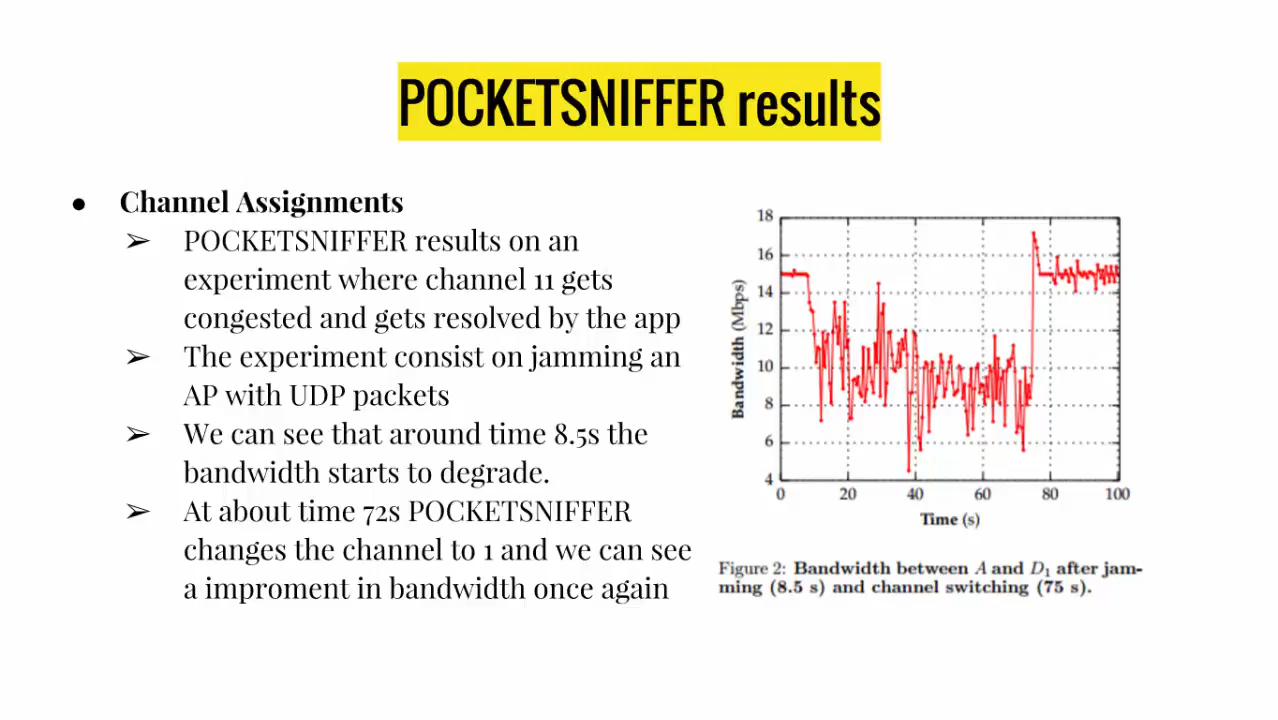 POCKETSNIFFER results
● Channel Assignments
➢ POCKETSNIFFER results on an
experiment where channel 11 gets
congested and gets resolved by the app
➢ The experiment consist on jamming an
AP with UDP packets
➢ We can see that around time 8.5s the
bandwidth starts to degrade.
➢ At about time 72s POCKETSNIFFER
changes the channel to 1 and we can see
a improment in bandwidth once again
18
16
14
12
10
8
6
4
Bandwidth (Mbps)
0 20 40 60 80 100
Time (s)
Figure 2: Bandwidth between A and D₁ after jam-
ming (8.5 s) and channel switching (75 s).